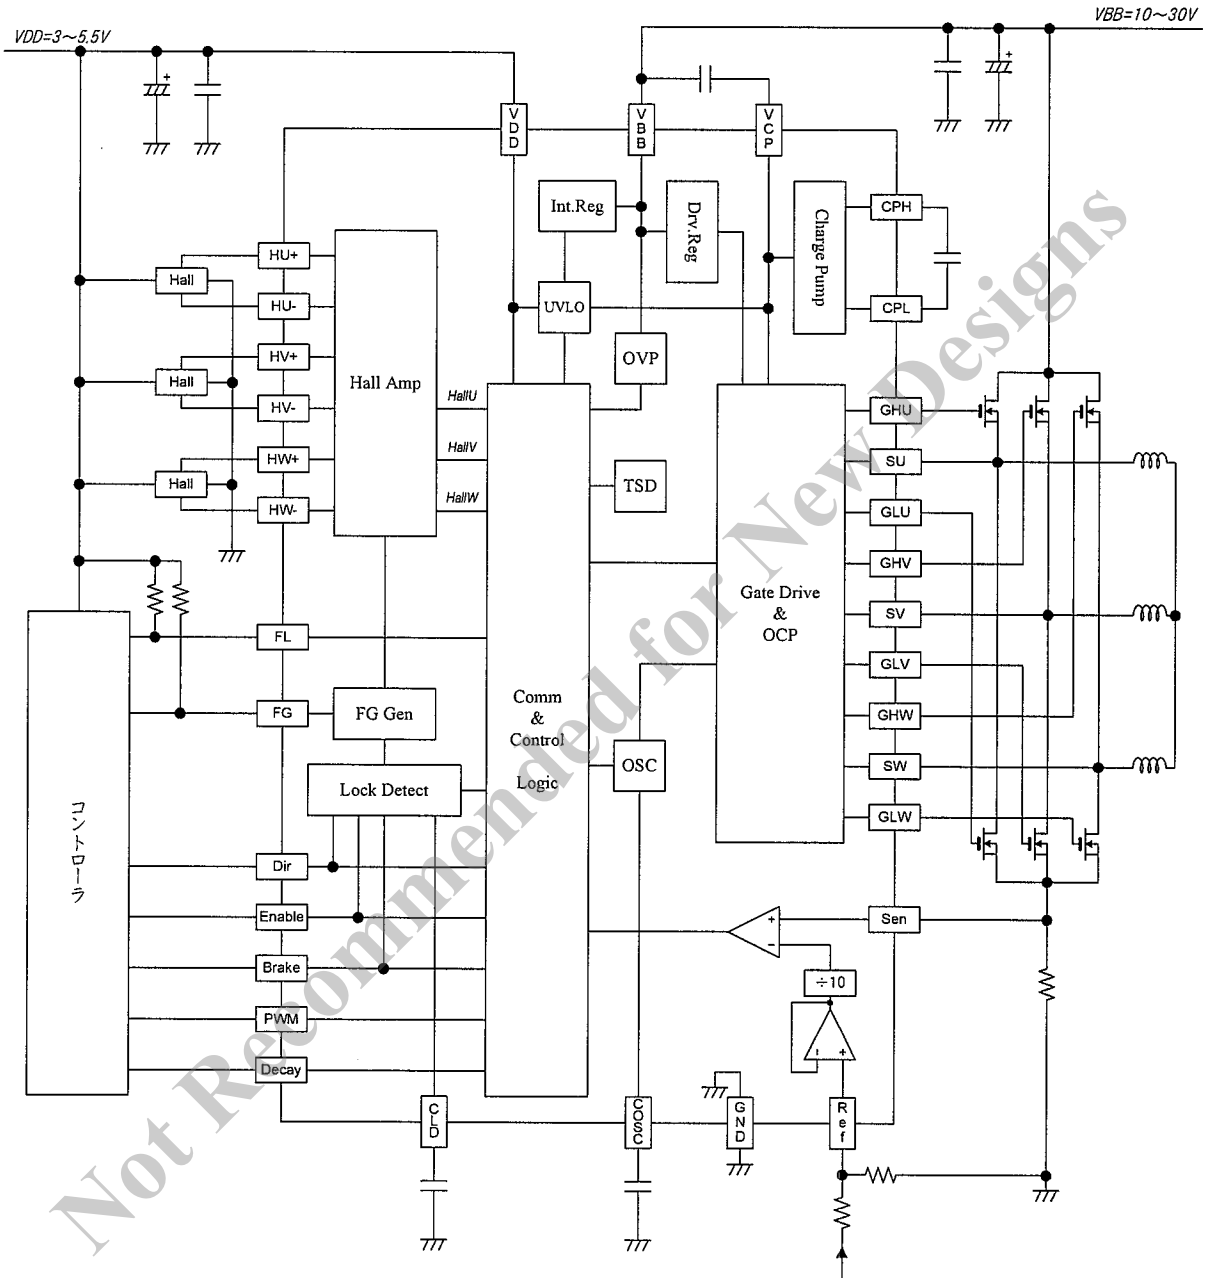 VDD=3~5.5V
VBB=10~30V
+
+
VDD
VBB
VCP
Int.Reg
Drv.Reg
Charge Pump
CPH
CPL
HU+
Hall
HU-
UVLO
OVP
HV+
Hall
HV-
Hall Amp
HallU
HW+
Hall
HW-
HallV
HallW
TSD
GHU
SU
GLU
GHV
SV
GLV
GHW
SW
GLW
Gate Drive
&
OCP
FL
FG
FG Gen
Comm
&
Control
Logic
OSC
Lock Detect
コントローラ
Dir
Enable
Brake
PWM
Decay
+
-
Sen
÷10
-
+
CLD
COSC
GND
Ref
Not Recommended for New Designs